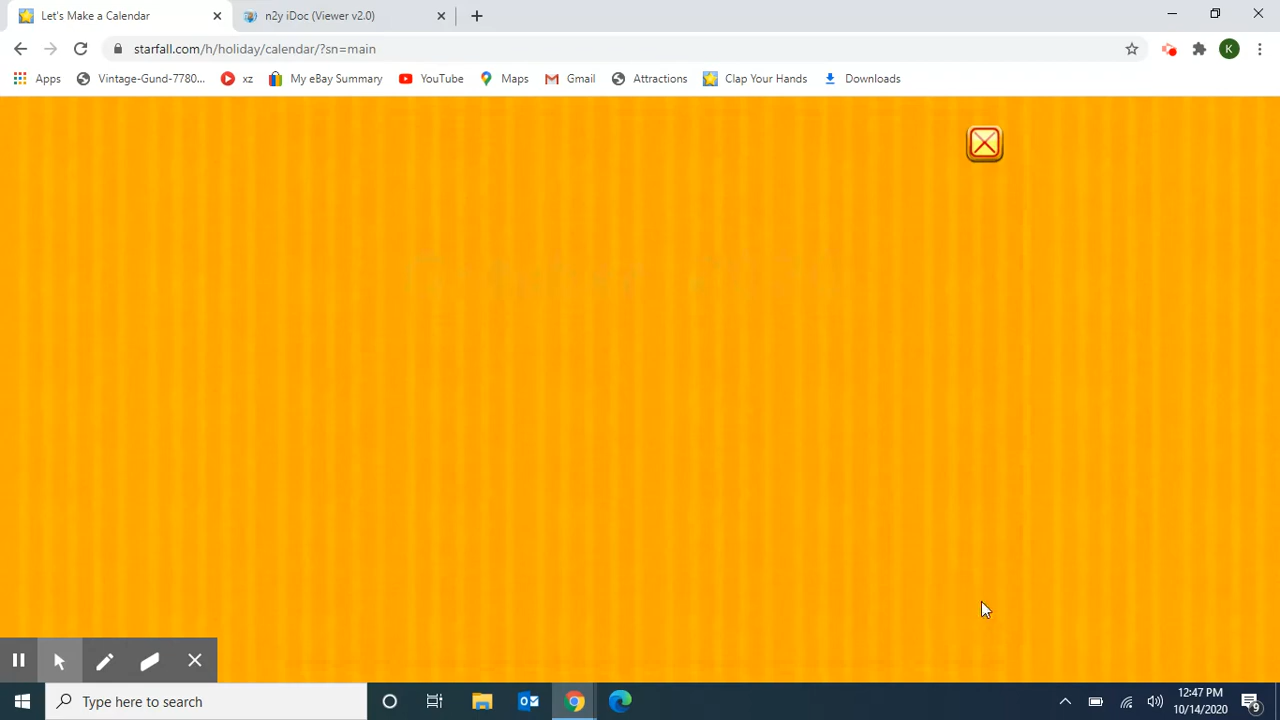 Let's Make a Calendar
n2y iDoc (Viewer v2.0)
starfall.com/h/holiday/calendar/?sn=main
K
Apps
Vintage-Gund-7780...
xz
My eBay Summary
YouTube
Maps
Gmail
Attractions
Clap Your Hands
Downloads
Type here to search
12:47 PM
10/14/2020
9